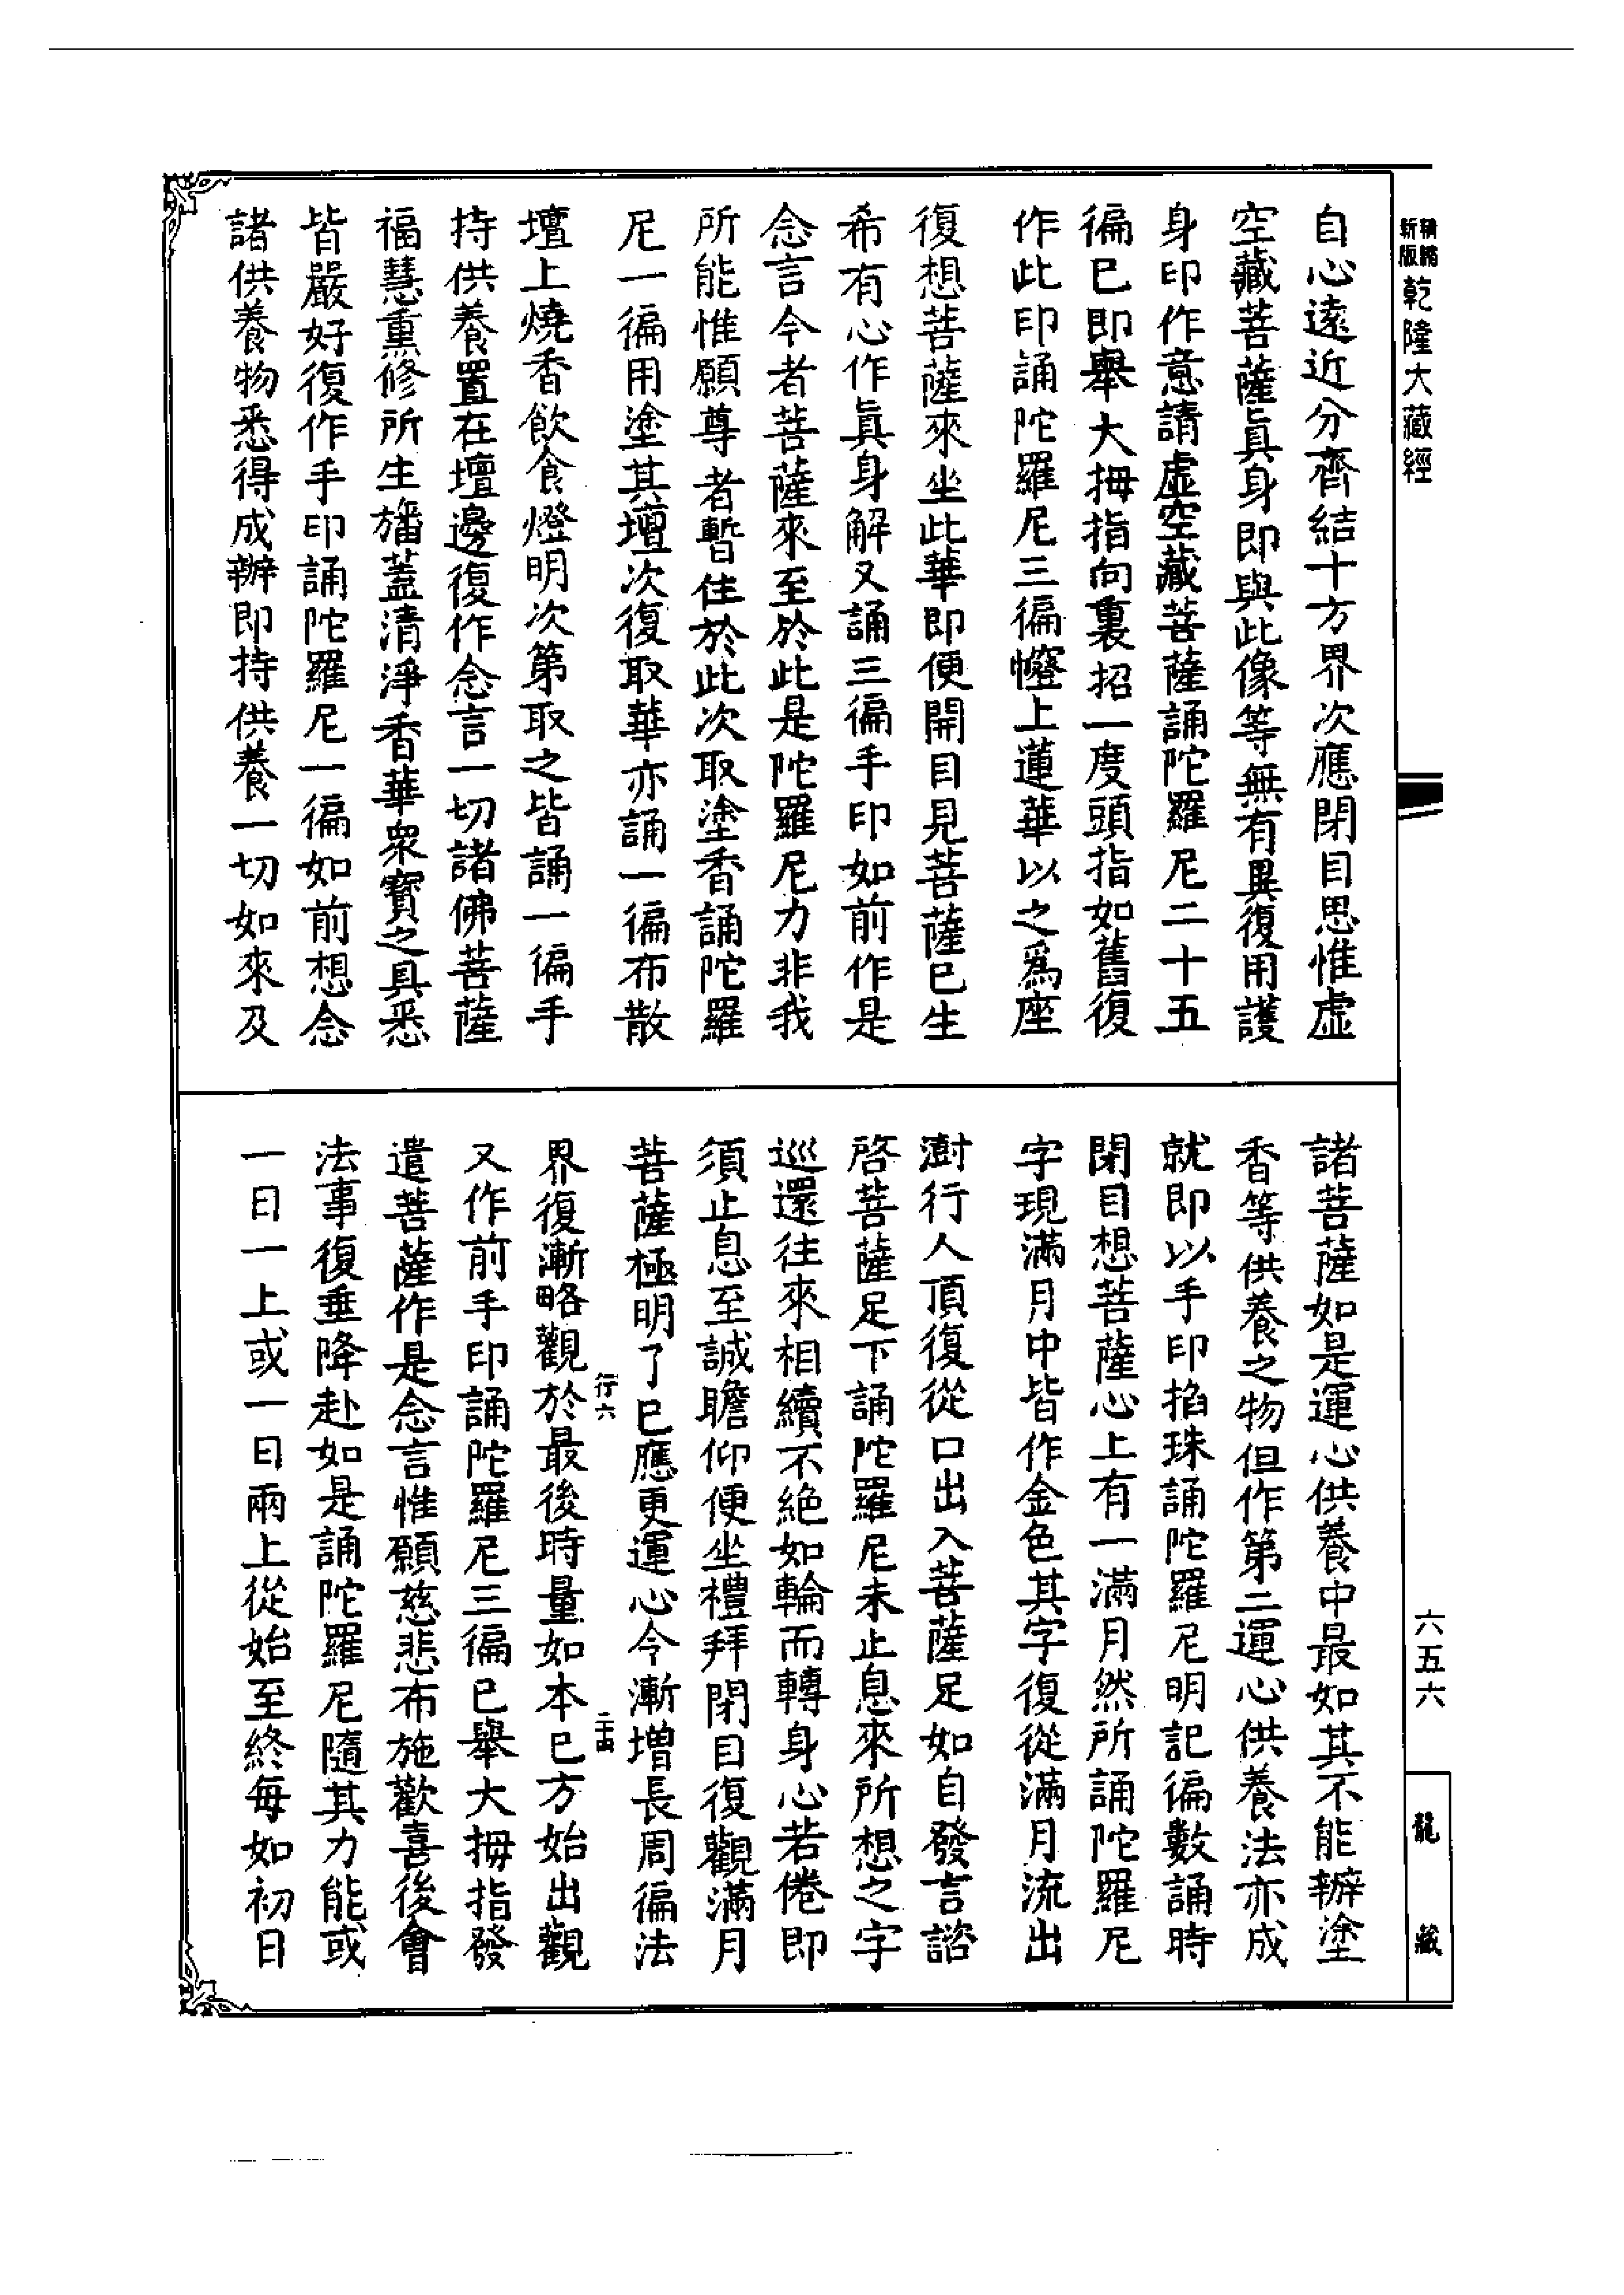 新版
精縮
乾隆大藏經
自心遠近分齊結十方界次應閉目思惟虛
空藏菩薩眞身即與此像等無有異復用護
身印作意請虛空藏菩薩誦陀羅尼二十五
徧已即舉大拇指向裏招一度頭指如舊復
作此印誦陀羅尼三徧壇上蓮華以之爲座
復想菩薩來坐此華即便開目見菩薩已生
希有心作眞身解又誦三徧手印如前作是
念言今者菩薩來至於此是陀羅尼力非我
所能惟願尊者暫住於此次取塗香誦陀羅
尼一徧用塗其壇次復取華亦誦一徧布散
壇上燒香飲食燈明次第取之皆誦一徧手
持供養置在壇邊復作念言一切諸佛菩薩
福慧薰修所生旛蓋清淨香華衆寶之具悉
皆嚴好復作手印誦陀羅尼一徧如前想念
諸供養物悉得成辦即持供養一切如來及
諸菩薩如是運心供養中最如其不能辦塗
香等供養之物但作第二運心供養法亦成
就即以手印掐珠誦陀羅尼明記徧數誦時
閉目想菩薩心上有一滿月然所誦陀羅尼
字現滿月中皆作金色其字復從滿月流出
澍行人頂復從口出入菩薩足如自發言諮
啓菩薩足下誦陀羅尼未止息來所想之字
巡還往來相續不絕如輪而轉身心若倦即
須止息至誠瞻仰便坐禮拜閉目復觀滿月
菩薩極明了已應更運心令漸增長周徧法
行六
界復漸略觀於最後時量如本已方始出觀
又作前手印誦陀羅尼三徧已舉大拇指發
遣菩薩作是念言惟願慈悲布施歡喜後會
法事復垂降赴如是誦陀羅尼隨其力能或
一日一上或一日兩上從始至終每如初日
六五六
龍藏